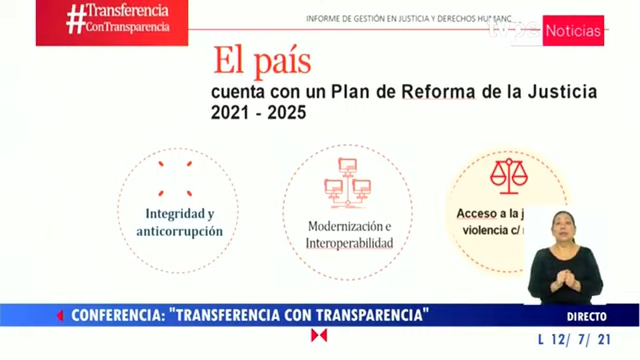 #Transferencia
ConTransparencia
INFORME DE GESTIÓN EN JUSTICIA Y DERECHOS HUMANOS
Noticias
El país
cuenta con un Plan de Reforma de la Justicia
2021 - 2025
Integridad y
anticorrupción
Modernización e
Interoperabilidad
Acceso a la
violencia c/
CONFERENCIA: "TRANSFERENCIA CON TRANSPARENCIA"
DIRECTO
L 12/ 7/ 21